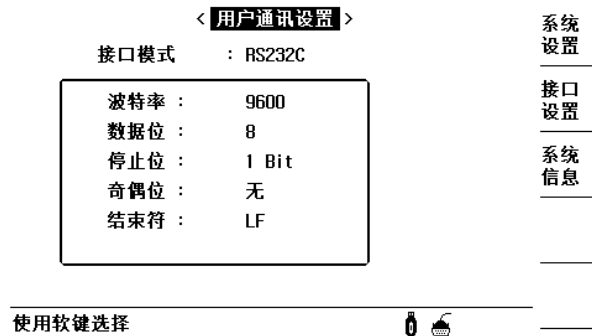 < 用户通讯设置 >
接口模式 : RS232C
波特率 : 9600
数据位 : 8
停止位 : 1 Bit
奇偶位 : 无
结束符 : LF
系统
设置
接口
设置
系统
信息
使用软键选择